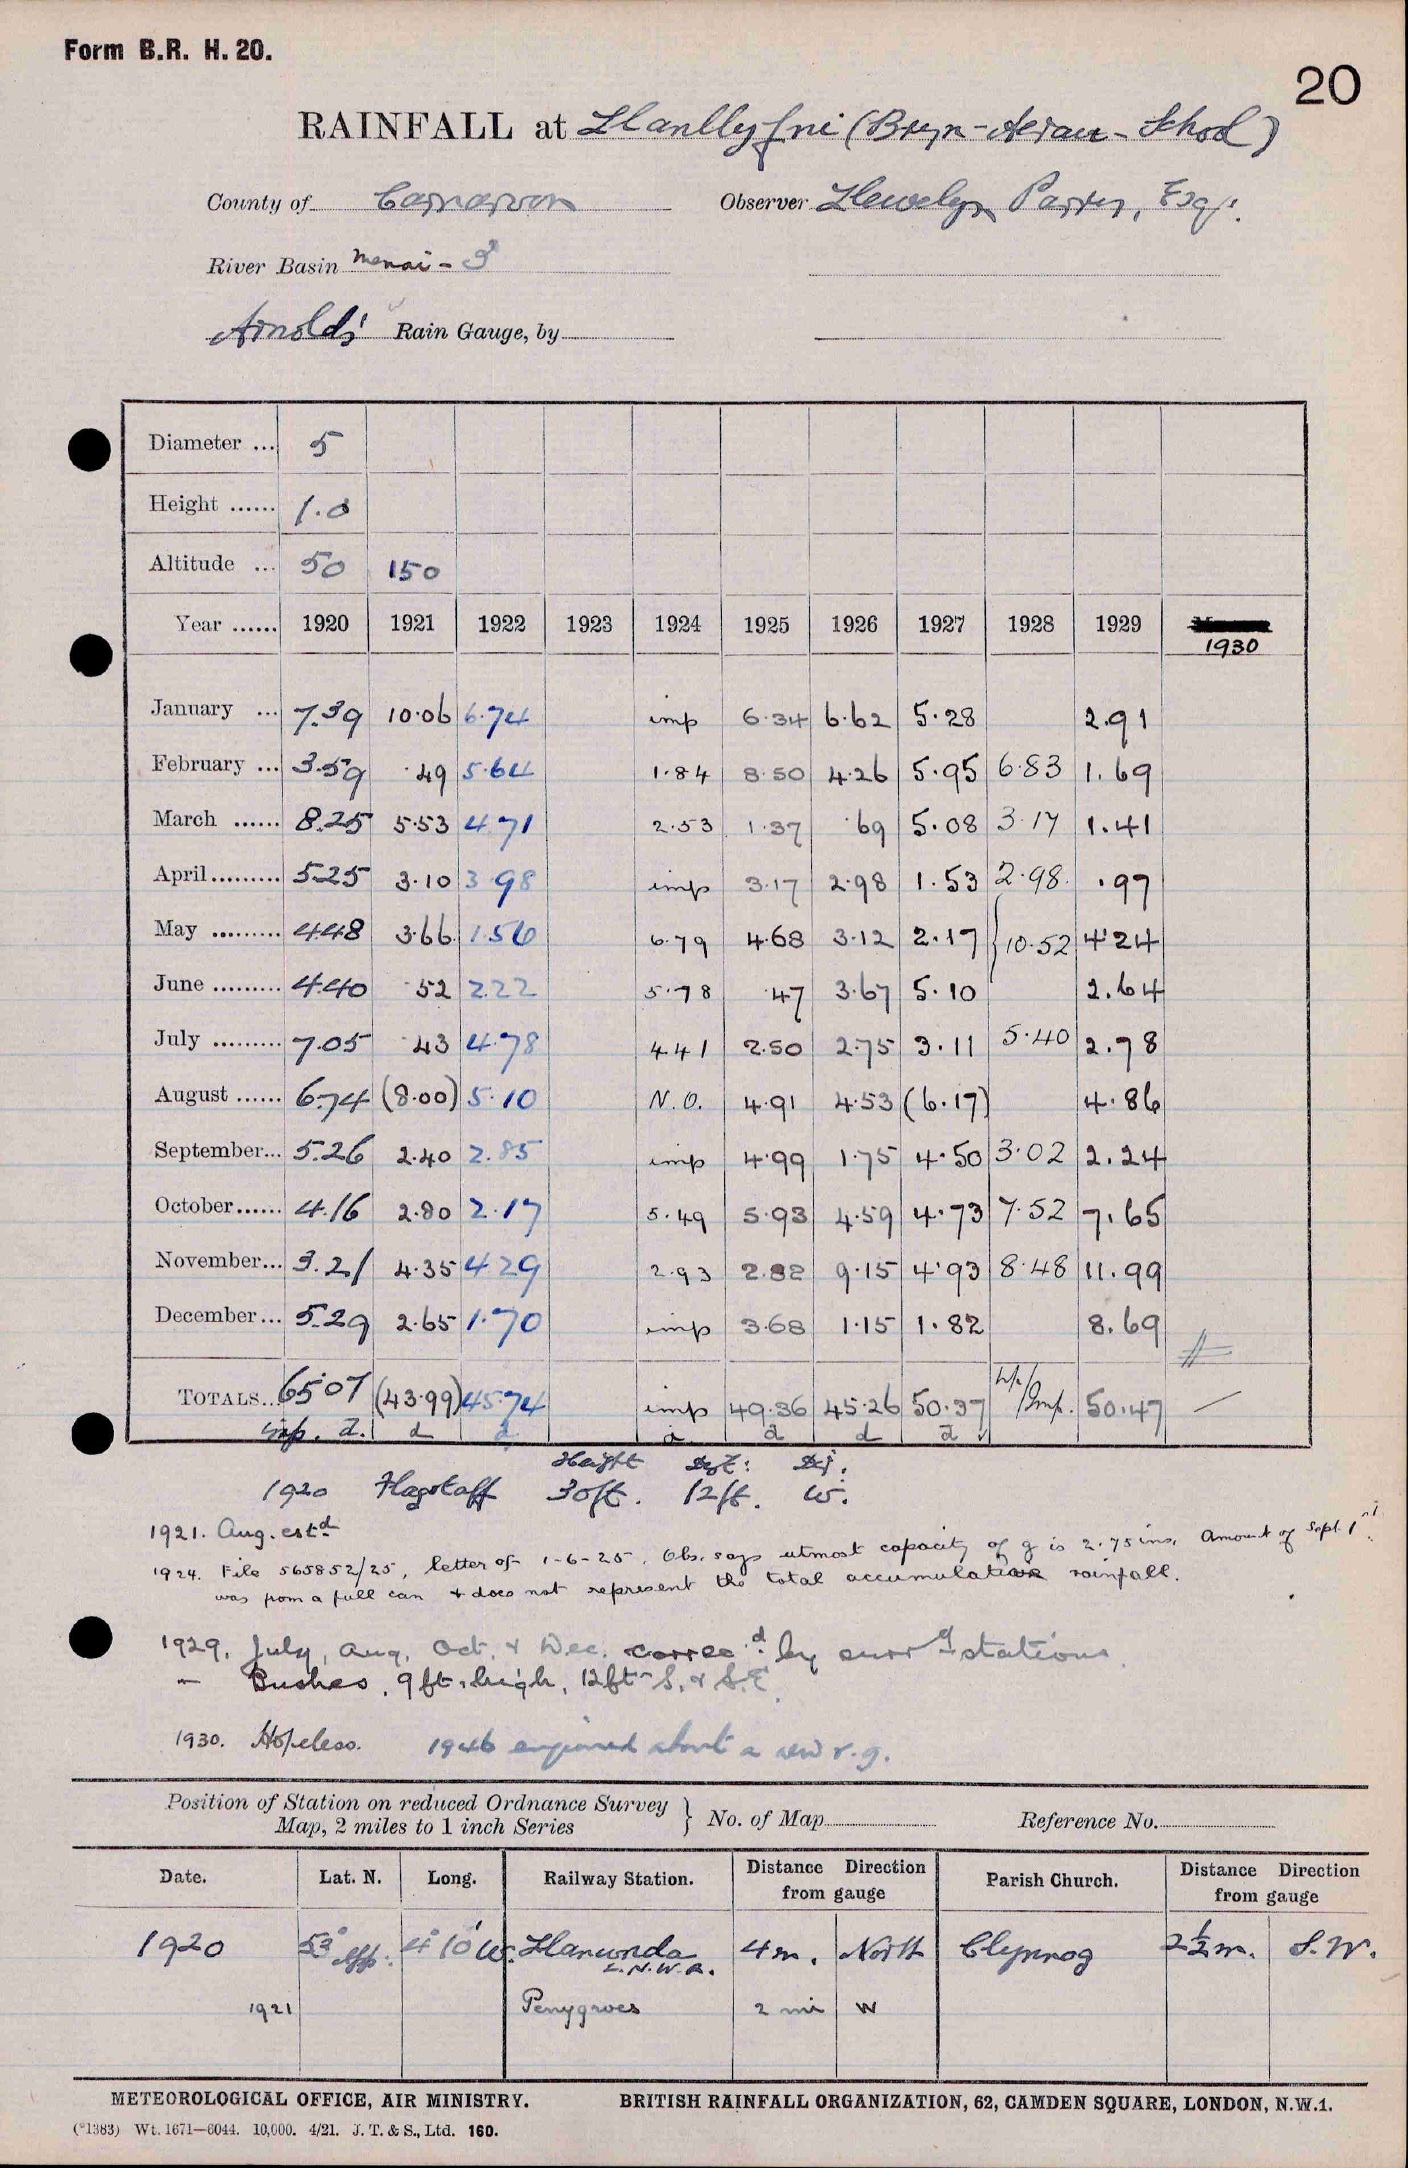 Form B.R. H. 20.
20
RAINFALL at Llanllyfni (Bryn-Aerau-School)
County of Carnarvon Observer Llewelyn Parry, Esq.
River Basin Menai - 3
Arnold's Rain Gauge, by
Diameter ... 5
Height ...... 1.0
Altitude ... 50 150
Year ...... 1920 1921 1922 1923 1924 1925 1926 1927 1928 1929
1930
January ... 7.39 10.06 6.74 imp 6.34 6.62 5.28 2.91
February ... 3.59 .49 5.64 1.84 8.50 4.26 5.95 6.83 1.69
March ...... 8.25 5.53 4.71 2.53 1.37 .69 5.08 3.17 1.41
April......... 5.25 3.10 3.98 imp 3.17 2.98 1.53 2.98 .97
May ......... 4.48 3.66 1.56 6.79 4.68 3.12 2.17 } 10.52 4.24
June ......... 4.40 .52 2.22 5.78 .47 3.67 5.10 2.64
July ......... 7.05 .43 4.78 4.41 2.50 2.75 3.11 5.40 2.78
August ...... 6.74 (8.00) 5.10 N.O. 4.91 4.53 (6.17) 4.86
September... 5.26 2.40 2.85 imp 4.99 1.75 4.50 3.02 2.24
October...... 4.16 2.80 2.17 5.49 5.93 4.59 4.73 7.52 7.65
November... 3.21 4.35 4.29 2.93 2.82 9.15 4.93 8.48 11.99
December... 5.29 2.65 1.70 imp 3.68 1.15 1.82 8.69
TOTALS... 65.07 (43.99) 45.74 imp 49.36 45.26 50.37 Imp. 50.47 —
imp. d. d d a d d d
Height Dist: Dir:
1920 Flagstaff 30ft. 12ft. W.
1921. Aug. estd
1924. File 565852/25, letter of 1-6-25. Obs. says utmost capacity of g is 2.75 ins. Amount of Sept. 1st
was from a full can & does not represent the total accumulation rainfall.
1929. July, Aug, Oct. & Dec. correcd by surrg stations.
— Bushes, 9ft. high, 12ft S. & S.E.
1930. Hopeless. 1946 enquired about a new r.g.
Position of Station on reduced Ordnance Survey
Map, 2 miles to 1 inch Series } No. of Map Reference No.
Date. Lat. N. Long. Railway Station. Distance Direction from gauge Parish Church. Distance Direction from gauge
1920 53° app. 4° 10' W. Llanwnda L.N.W.R. 4m. North Clynnog 2½m. S.W.
1921 Penygroes 2 mi W
METEOROLOGICAL OFFICE, AIR MINISTRY. BRITISH RAINFALL ORGANIZATION, 62, CAMDEN SQUARE, LONDON, N.W.1.
(*1383) Wt. 1671—6044. 10,000. 4/21. J. T. & S., Ltd. 160.